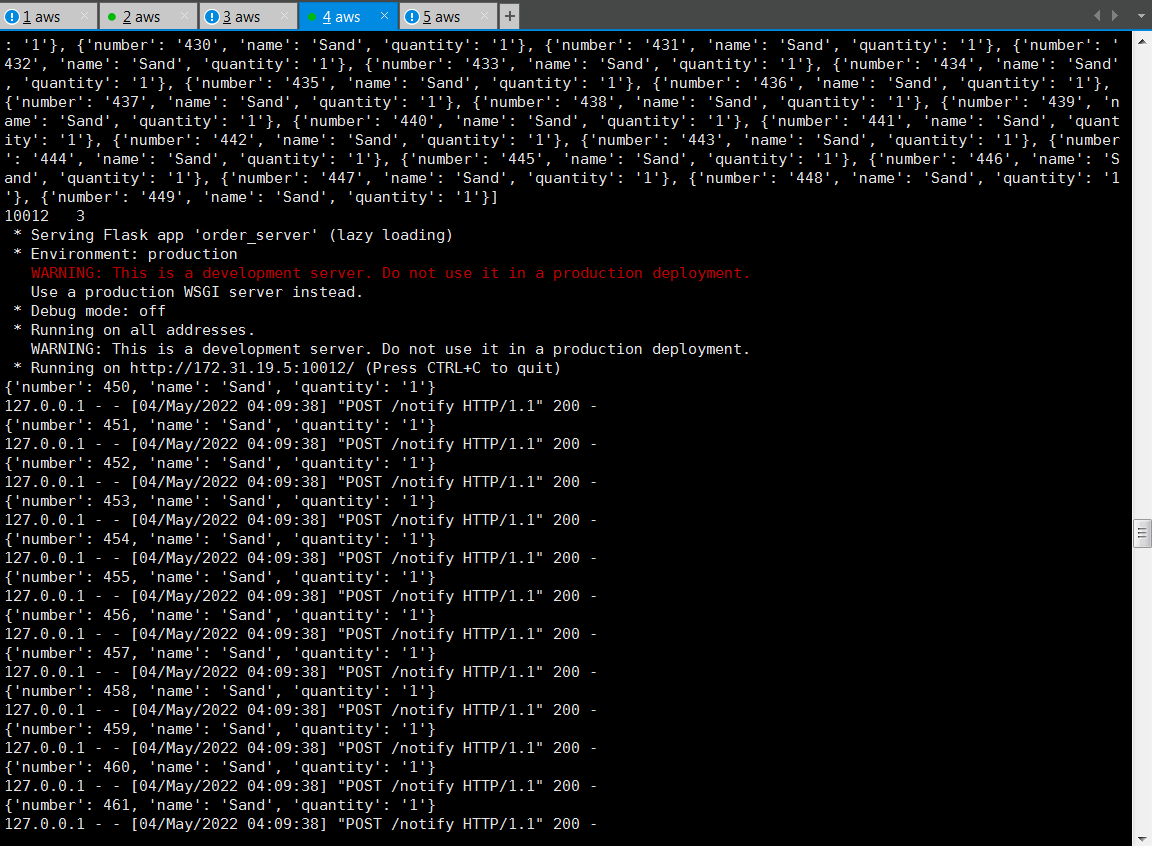 1 aws 2 aws 3 aws 4 aws 5 aws
: '1'}, {'number': '430', 'name': 'Sand', 'quantity': '1'}, {'number': '431', 'name': 'Sand', 'quantity': '1'}, {'number': '
432', 'name': 'Sand', 'quantity': '1'}, {'number': '433', 'name': 'Sand', 'quantity': '1'}, {'number': '434', 'name': 'Sand'
, 'quantity': '1'}, {'number': '435', 'name': 'Sand', 'quantity': '1'}, {'number': '436', 'name': 'Sand', 'quantity': '1'},
{'number': '437', 'name': 'Sand', 'quantity': '1'}, {'number': '438', 'name': 'Sand', 'quantity': '1'}, {'number': '439', 'n
ame': 'Sand', 'quantity': '1'}, {'number': '440', 'name': 'Sand', 'quantity': '1'}, {'number': '441', 'name': 'Sand', 'quant
ity': '1'}, {'number': '442', 'name': 'Sand', 'quantity': '1'}, {'number': '443', 'name': 'Sand', 'quantity': '1'}, {'number
': '444', 'name': 'Sand', 'quantity': '1'}, {'number': '445', 'name': 'Sand', 'quantity': '1'}, {'number': '446', 'name': 'S
and', 'quantity': '1'}, {'number': '447', 'name': 'Sand', 'quantity': '1'}, {'number': '448', 'name': 'Sand', 'quantity': '1
'}, {'number': '449', 'name': 'Sand', 'quantity': '1'}]
10012   3
 * Serving Flask app 'order_server' (lazy loading)
 * Environment: production
   WARNING: This is a development server. Do not use it in a production deployment.
   Use a production WSGI server instead.
 * Debug mode: off
 * Running on all addresses.
   WARNING: This is a development server. Do not use it in a production deployment.
 * Running on http://172.31.19.5:10012/ (Press CTRL+C to quit)
{'number': 450, 'name': 'Sand', 'quantity': '1'}
127.0.0.1 - - [04/May/2022 04:09:38] "POST /notify HTTP/1.1" 200 -
{'number': 451, 'name': 'Sand', 'quantity': '1'}
127.0.0.1 - - [04/May/2022 04:09:38] "POST /notify HTTP/1.1" 200 -
{'number': 452, 'name': 'Sand', 'quantity': '1'}
127.0.0.1 - - [04/May/2022 04:09:38] "POST /notify HTTP/1.1" 200 -
{'number': 453, 'name': 'Sand', 'quantity': '1'}
127.0.0.1 - - [04/May/2022 04:09:38] "POST /notify HTTP/1.1" 200 -
{'number': 454, 'name': 'Sand', 'quantity': '1'}
127.0.0.1 - - [04/May/2022 04:09:38] "POST /notify HTTP/1.1" 200 -
{'number': 455, 'name': 'Sand', 'quantity': '1'}
127.0.0.1 - - [04/May/2022 04:09:38] "POST /notify HTTP/1.1" 200 -
{'number': 456, 'name': 'Sand', 'quantity': '1'}
127.0.0.1 - - [04/May/2022 04:09:38] "POST /notify HTTP/1.1" 200 -
{'number': 457, 'name': 'Sand', 'quantity': '1'}
127.0.0.1 - - [04/May/2022 04:09:38] "POST /notify HTTP/1.1" 200 -
{'number': 458, 'name': 'Sand', 'quantity': '1'}
127.0.0.1 - - [04/May/2022 04:09:38] "POST /notify HTTP/1.1" 200 -
{'number': 459, 'name': 'Sand', 'quantity': '1'}
127.0.0.1 - - [04/May/2022 04:09:38] "POST /notify HTTP/1.1" 200 -
{'number': 460, 'name': 'Sand', 'quantity': '1'}
127.0.0.1 - - [04/May/2022 04:09:38] "POST /notify HTTP/1.1" 200 -
{'number': 461, 'name': 'Sand', 'quantity': '1'}
127.0.0.1 - - [04/May/2022 04:09:38] "POST /notify HTTP/1.1" 200 -